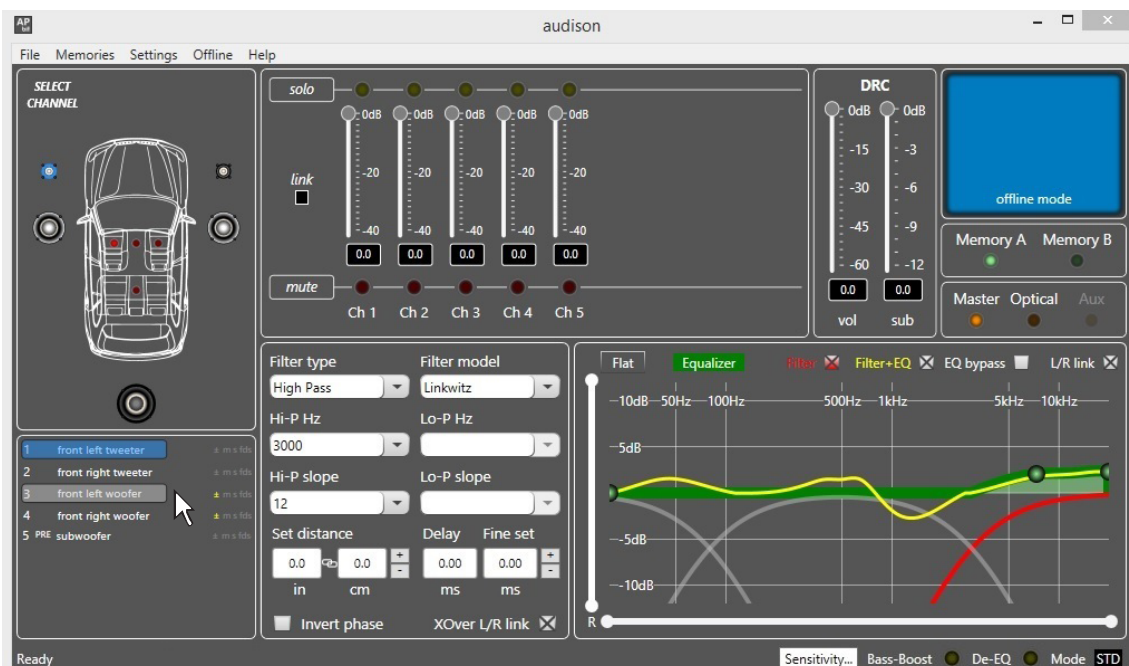 AP
bit
audison
File Memories Settings Offline Help
SELECT
CHANNEL
solo
0dB 0dB 0dB 0dB 0dB
-20 -20 -20 -20 -20
link
-40 -40 -40 -40 -40
0.0 0.0 0.0 0.0 0.0
mute
Ch 1 Ch 2 Ch 3 Ch 4 Ch 5
DRC
0dB 0dB
-15 -3
-30 -6
-45 -9
-60 -12
0.0 0.0
vol sub
offline mode
Memory A Memory B
Master Optical Aux
1 front left tweeter ± m s fds
2 front right tweeter ± m s fds
3 front left woofer ± m s fds
4 front right woofer ± m s fds
5 PRE subwoofer ± m s fds
Filter type Filter model
High Pass Linkwitz
Hi-P Hz Lo-P Hz
3000
Hi-P slope Lo-P slope
12
Set distance Delay Fine set
0.0 0.0 + - 0.00 0.00 + -
in cm ms ms
Invert phase XOver L/R link
Flat Equalizer Filter Filter+EQ EQ bypass L/R link
10dB 50Hz 100Hz 500Hz 1kHz 5kHz 10kHz
5dB
-5dB
-10dB
R
Ready
Sensitivity... Bass-Boost De-EQ Mode STD